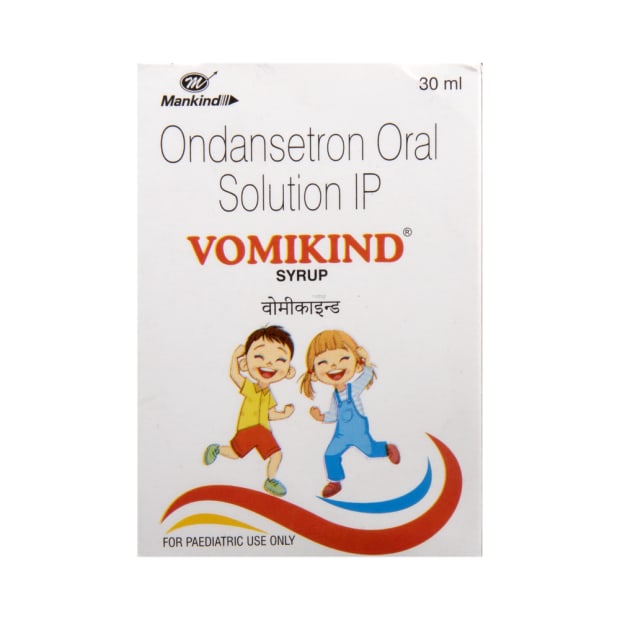 Mankind
30 ml
Ondansetron Oral
Solution IP
VOMIKIND®
SYRUP
वोमीकाइन्ड
FOR PAEDIATRIC USE ONLY